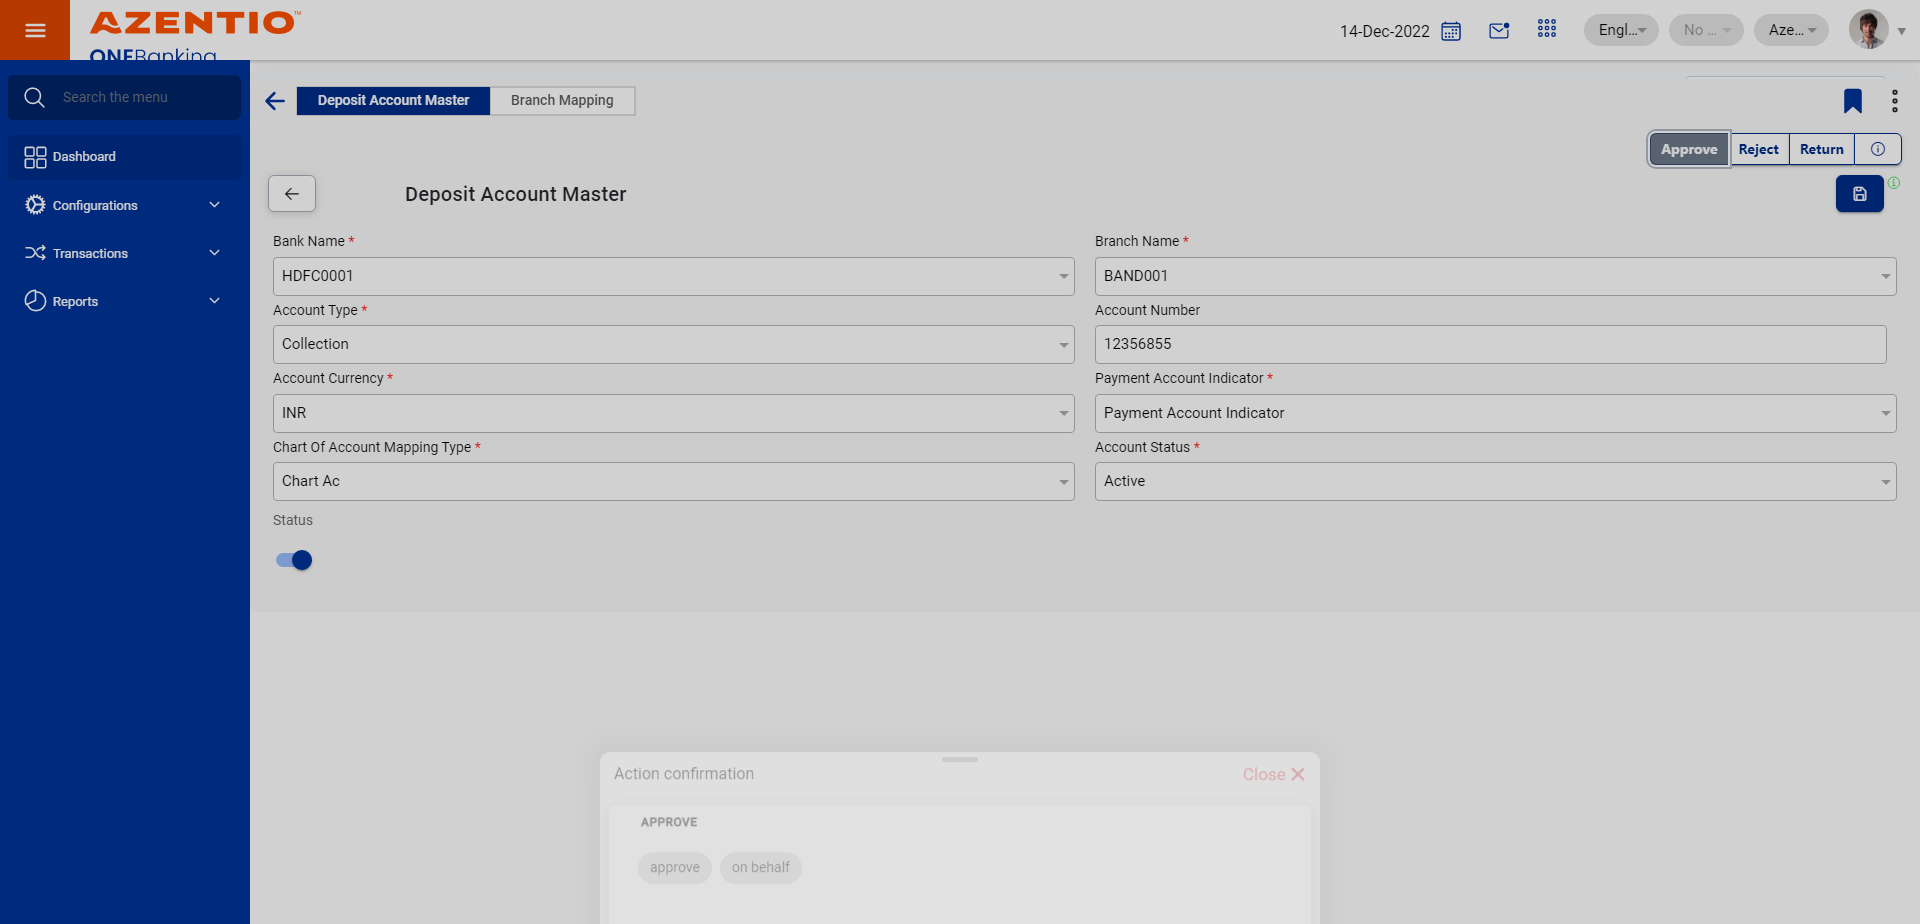 AZENTIO™
ONEBanking
14-Dec-2022
Engl...
No ...
Aze...
Search the menu
Dashboard
Configurations
Transactions
Reports
Deposit Account Master
Branch Mapping
Approve
Reject
Return
Deposit Account Master
Bank Name *
HDFC0001
Branch Name *
BAND001
Account Type *
Collection
Account Number
12356855
Account Currency *
INR
Payment Account Indicator *
Payment Account Indicator
Chart Of Account Mapping Type *
Chart Ac
Account Status *
Active
Status
Action confirmation
Close
APPROVE
approve
on behalf